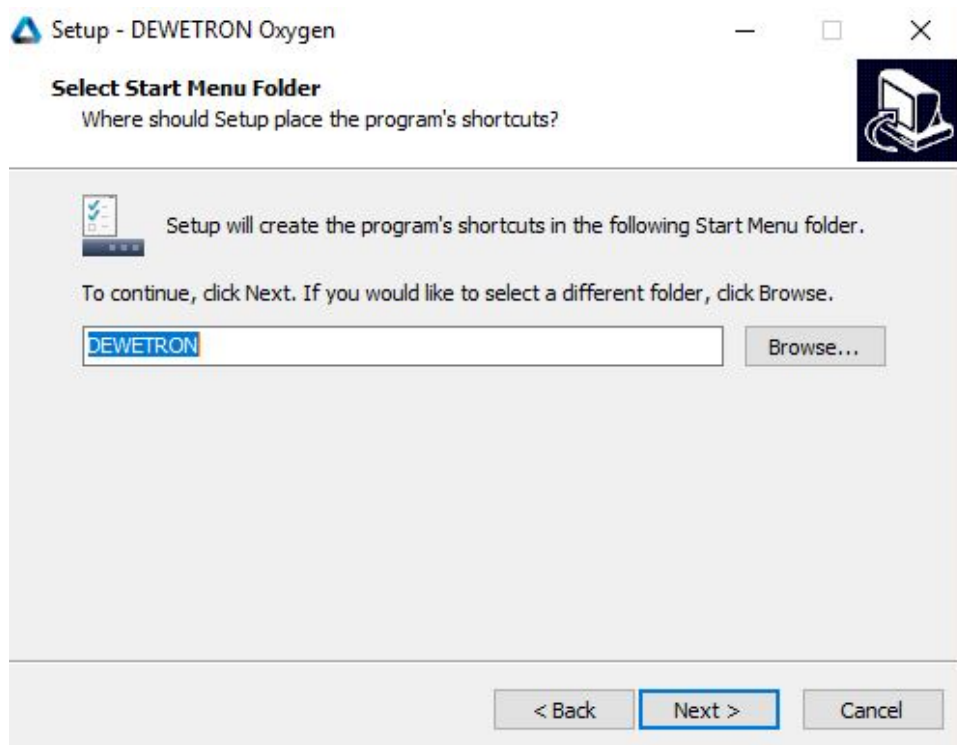 Setup - DEWETRON Oxygen
Select Start Menu Folder
Where should Setup place the program's shortcuts?
Setup will create the program's shortcuts in the following Start Menu folder.
To continue, click Next. If you would like to select a different folder, click Browse.
DEWETRON
Browse...
< Back
Next >
Cancel